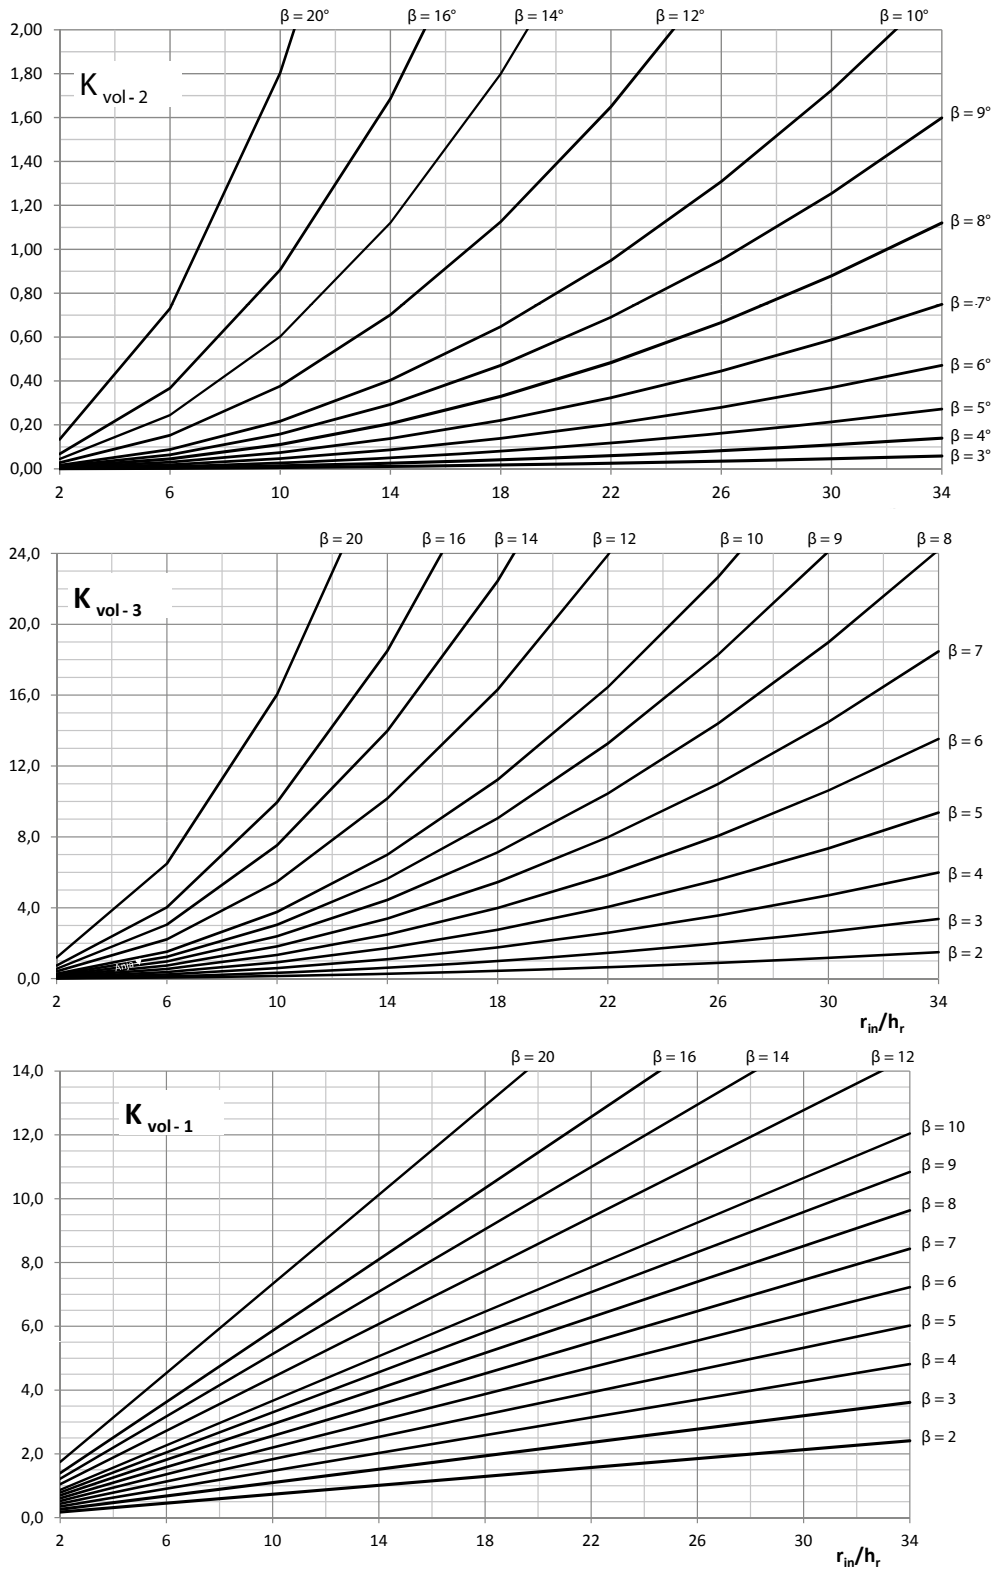 β = 20° β = 16° β = 14° β = 12° β = 10°
2,00
1,80
K vol - 2
1,60
β = 9°
1,40
1,20
β = 8°
1,00
0,80
β = 7°
0,60
β = 6°
0,40
β = 5°
0,20
β = 4°
β = 3°
0,00
2 6 10 14 18 22 26 30 34
β = 20 β = 16 β = 14 β = 12 β = 10 β = 9 β = 8
24,0
K vol - 3
20,0
β = 7
16,0
β = 6
12,0
β = 5
8,0
β = 4
4,0
β = 3
Anja
β = 2
0,0
2 6 10 14 18 22 26 30 34
r in/h r
β = 20 β = 16 β = 14 β = 12
14,0
K vol - 1
β = 10
12,0
β = 9
10,0
β = 8
β = 7
8,0
β = 6
6,0
β = 5
β = 4
4,0
β = 3
2,0
β = 2
0,0
2 6 10 14 18 22 26 30 34
r in/h r